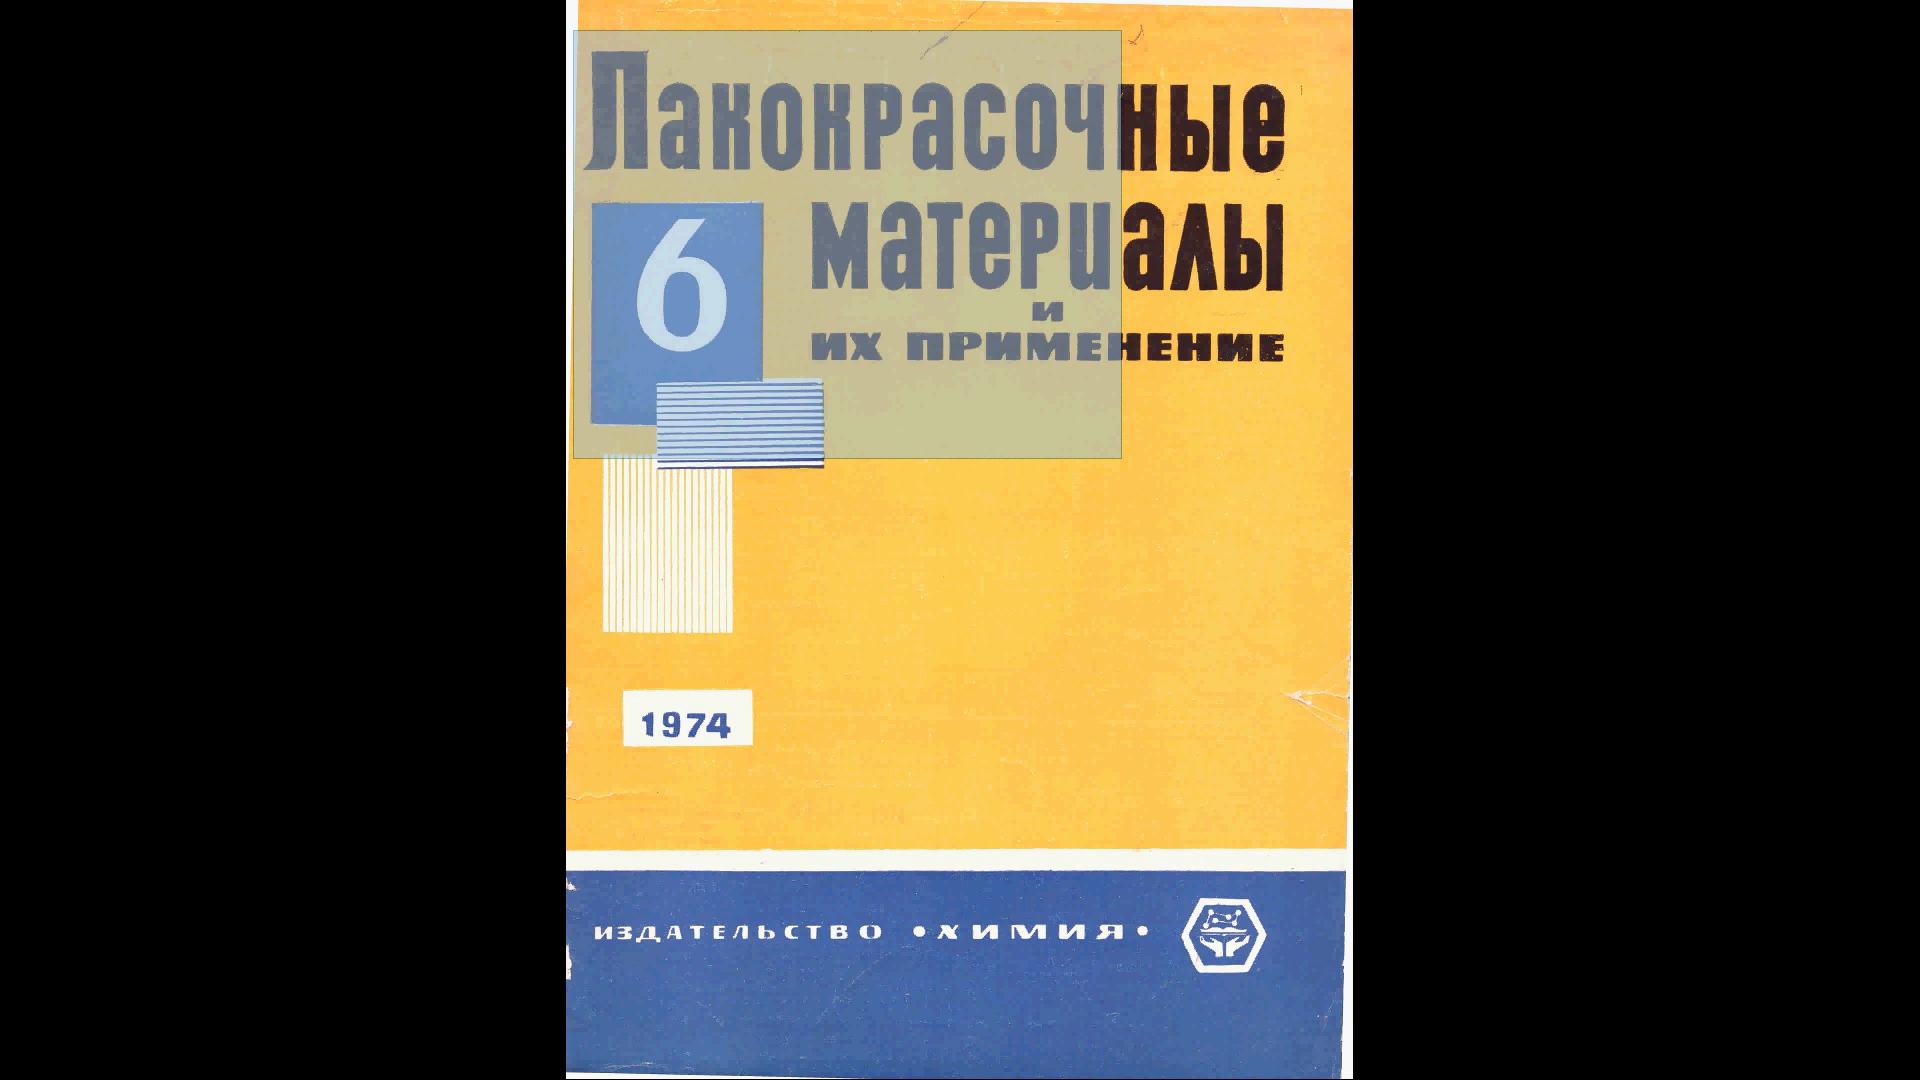 Лакокрасочные
6
материалы
и
их применение
1974
издательство •химия•